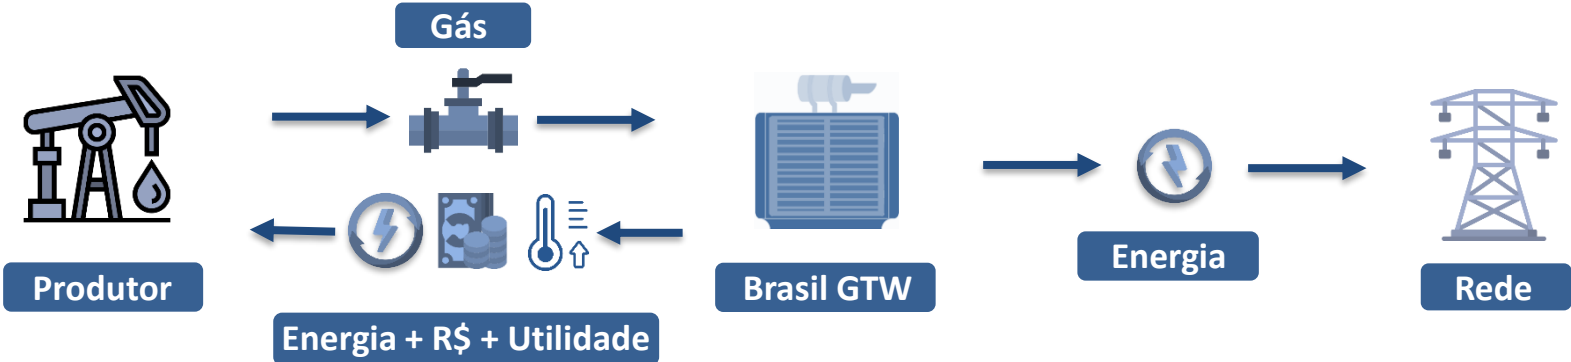 Gás
Produtor
Energia + R$ + Utilidade
Brasil GTW
Energia
Rede